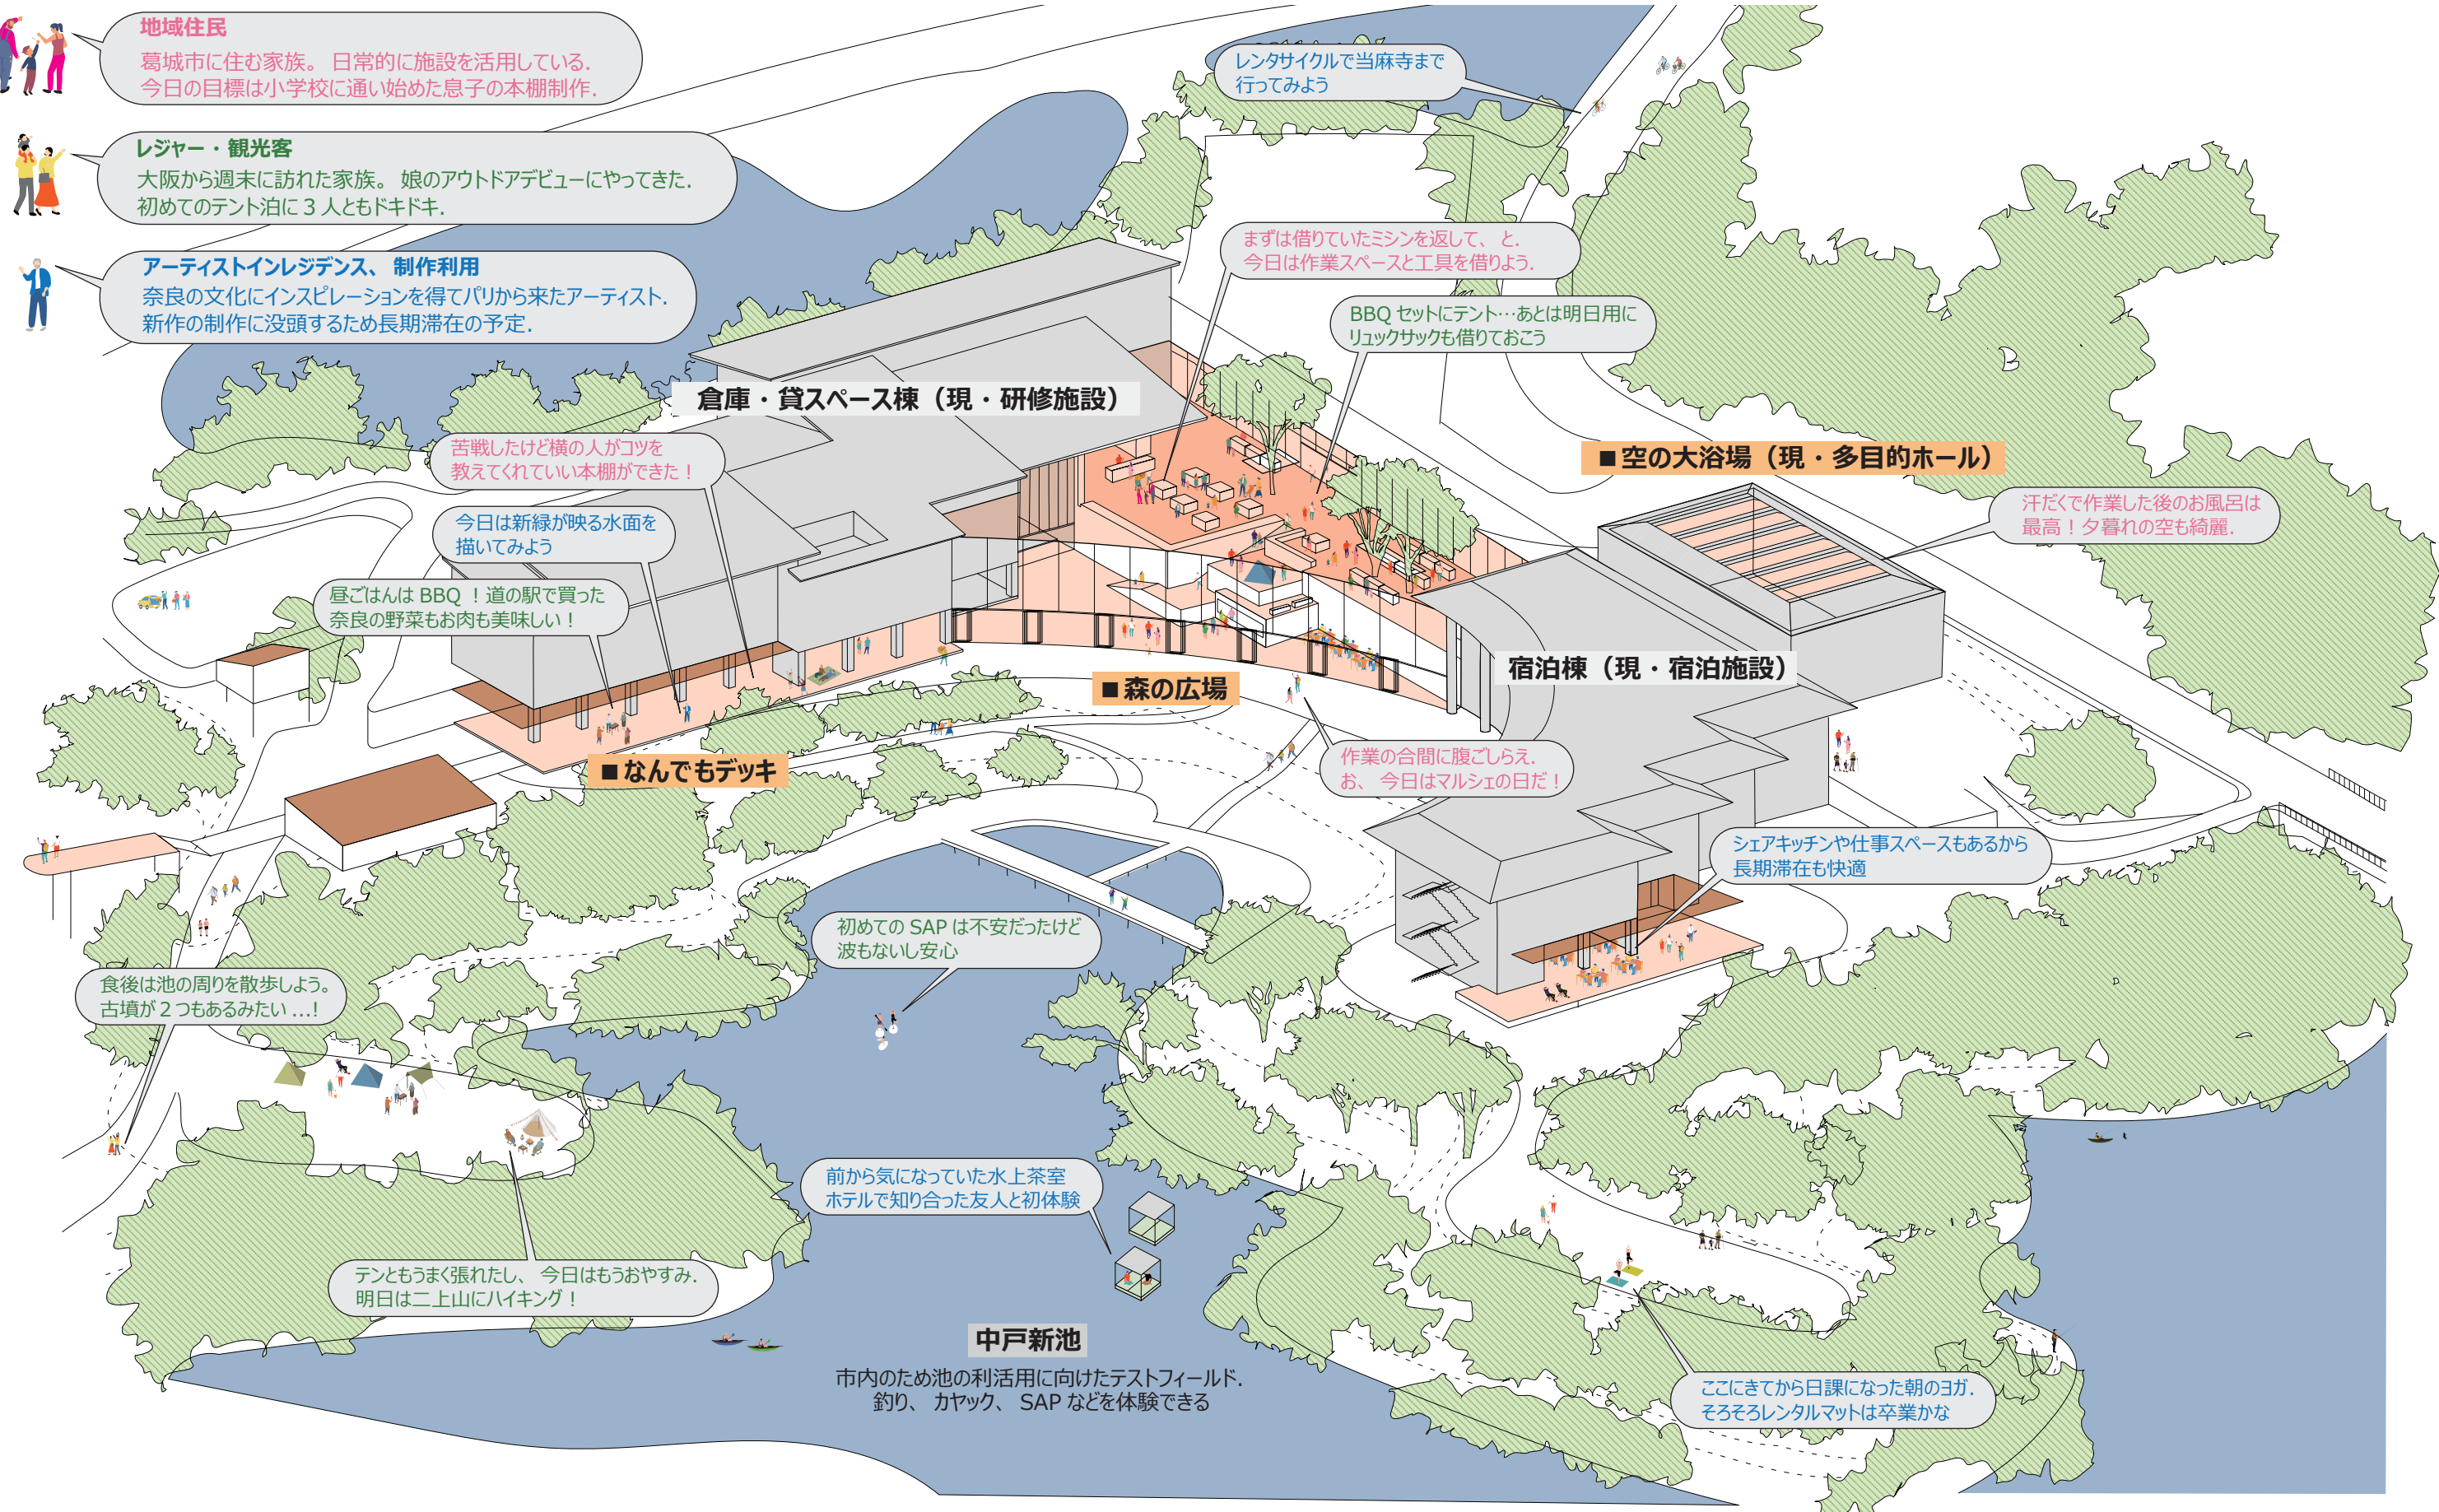 地域住民
葛城市に住む家族。 日常的に施設を活用している.
今日の目標は小学校に通い始めた息子の本棚制作.
レジャー・観光客
大阪から週末に訪れた家族。 娘のアウトドアデビューにやってきた.
初めてのテント泊に 3 人ともドキドキ.
アーティストインレジデンス、 制作利用
奈良の文化にインスピレーションを得てパリから来たアーティスト.
新作の制作に没頭するため長期滞在の予定.
レンタサイクルで当麻寺まで
行ってみよう
まずは借りていたミシンを返して、 と.
今日は作業スペースと工具を借りよう.
BBQ セットにテント…あとは明日用に
リュックサックも借りておこう
倉庫・貸スペース棟（現・研修施設）
苦戦したけど横の人がコツを
教えてくれていい本棚ができた！
■空の大浴場（現・多目的ホール）
汗だくで作業した後のお風呂は
最高！夕暮れの空も綺麗.
今日は新緑が映る水面を
描いてみよう
昼ごはんは BBQ ！道の駅で買った
奈良の野菜もお肉も美味しい！
宿泊棟（現・宿泊施設）
■森の広場
■なんでもデッキ
作業の合間に腹ごしらえ.
お、 今日はマルシェの日だ！
シェアキッチンや仕事スペースもあるから
長期滞在も快適
初めての SAP は不安だったけど
波もないし安心
食後は池の周りを散歩しよう。
古墳が 2 つもあるみたい …!
前から気になっていた水上茶室
ホテルで知り合った友人と初体験
テンともうまく張れたし、 今日はもうおやすみ.
明日は二上山にハイキング！
中戸新池
市内のため池の利活用に向けたテストフィールド.
釣り、 カヤック、 SAP などを体験できる
ここにきてから日課になった朝のヨガ.
そろそろレンタルマットは卒業かな